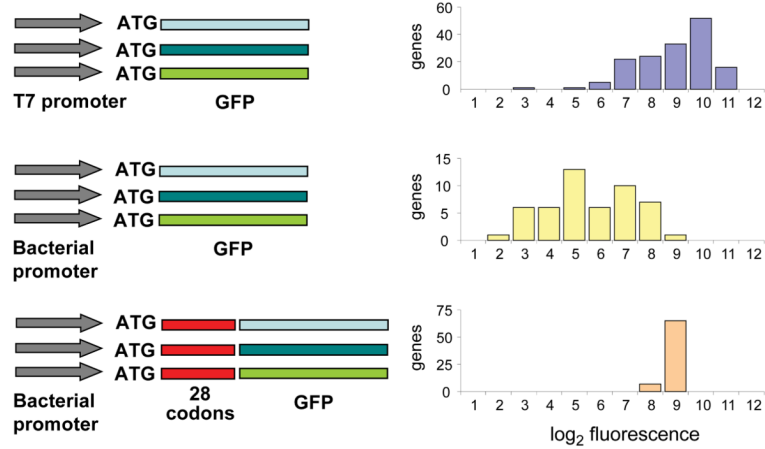 ATG
ATG
ATG
T7 promoter GFP
genes
60
40
20
0
1 2 3 4 5 6 7 8 9 10 11 12
ATG
ATG
ATG
Bacterial
promoter
GFP
genes
15
10
5
0
1 2 3 4 5 6 7 8 9 10 11 12
ATG
ATG
ATG
Bacterial
promoter
28
codons
GFP
genes
75
50
25
0
1 2 3 4 5 6 7 8 9 10 11 12
log2 fluorescence